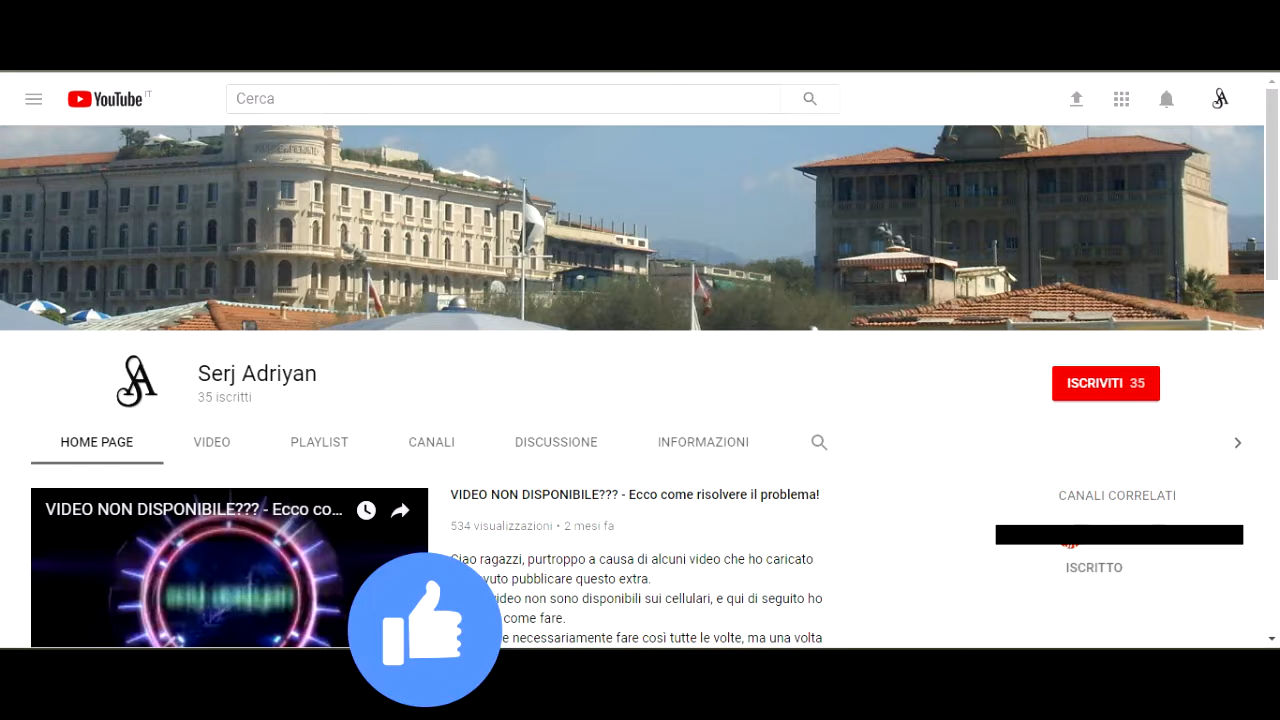 YouTube IT
Cerca
Serj Adriyan
35 iscritti
ISCRIVITI 35
HOME PAGE VIDEO PLAYLIST CANALI DISCUSSIONE INFORMAZIONI
VIDEO NON DISPONIBILE??? - Ecco co...
VIDEO NON DISPONIBILE??? - Ecco come risolvere il problema!
534 visualizzazioni • 2 mesi fa
Ciao ragazzi, purtroppo a causa di alcuni video che ho caricato
vuto pubblicare questo extra.
video non sono disponibili sui cellulari, e qui di seguito ho
come fare.
e necessariamente fare così tutte le volte, ma una volta
CANALI CORRELATI
ISCRITTO